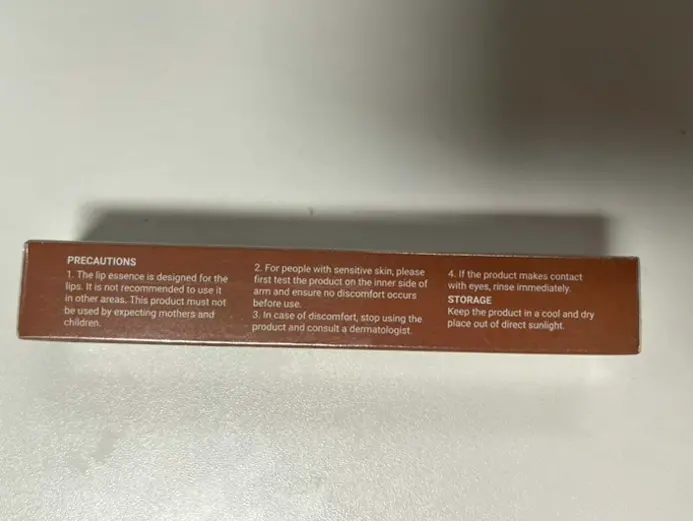 PRECAUTIONS
1. The lip essence is designed for the
lips. It is not recommended to use it
in other areas. This product must not
be used by expecting mothers and
children.
2. For people with sensitive skin, please
first test the product on the inner side of
arm and ensure no discomfort occurs
before use.
3. In case of discomfort, stop using the
product and consult a dermatologist.
4. If the product makes contact
with eyes, rinse immediately.
STORAGE
Keep the product in a cool and dry
place out of direct sunlight.